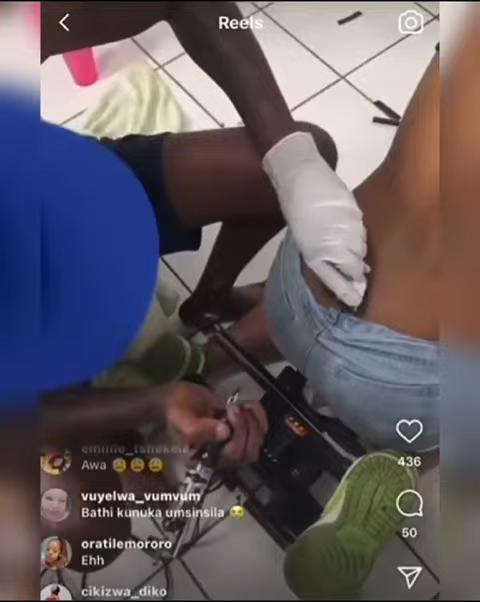 Reels
436
Awa 😩😩😩
vuyelwa_vumvum
Bathi kunuka umsinsila 😭
50
oratilemororo
Ehh
cikizwa_diko